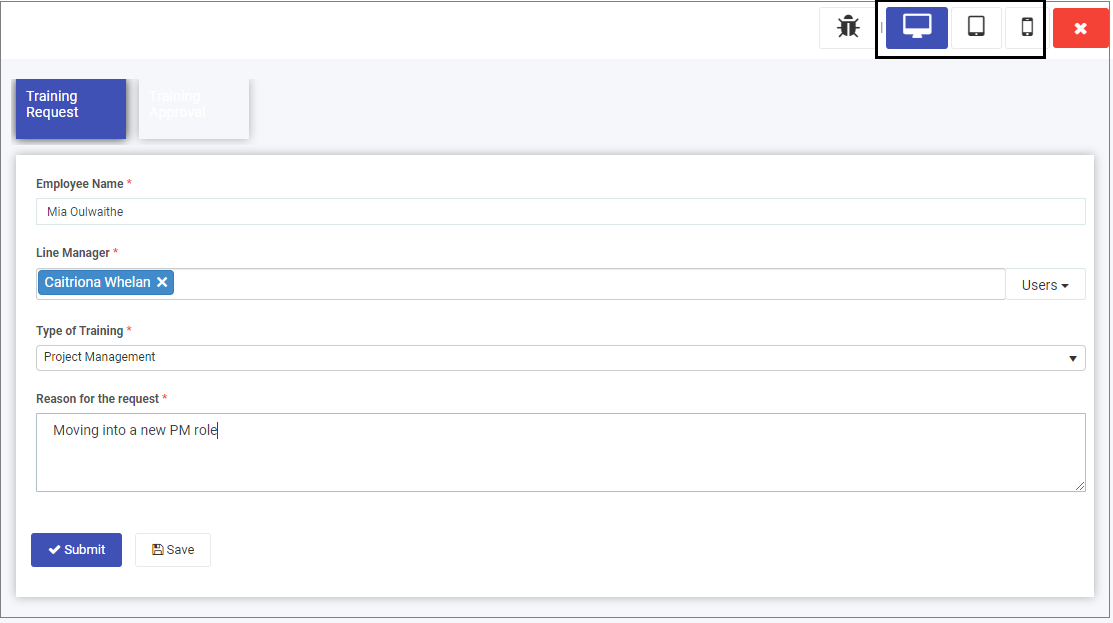 Training
Request
Training
Approval
Employee Name *
Mia Oulwaithe
Line Manager *
Caitriona Whelan
Users
Type of Training *
Project Management
Reason for the request *
Moving into a new PM role
Submit
Save